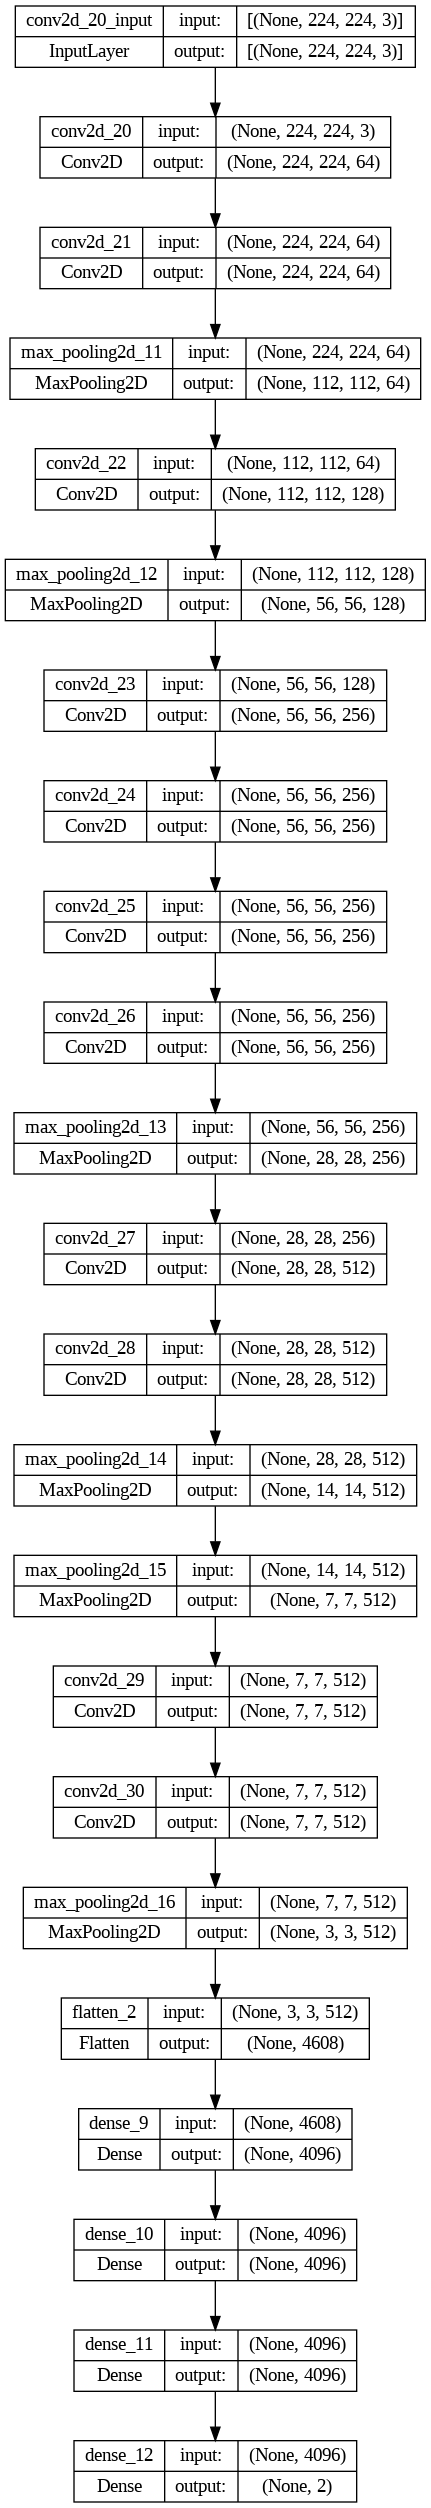 conv2d_20_input input: [(None, 224, 224, 3)]
InputLayer output: [(None, 224, 224, 3)]
conv2d_20 input: (None, 224, 224, 3)
Conv2D output: (None, 224, 224, 64)
conv2d_21 input: (None, 224, 224, 64)
Conv2D output: (None, 224, 224, 64)
max_pooling2d_11 input: (None, 224, 224, 64)
MaxPooling2D output: (None, 112, 112, 64)
conv2d_22 input: (None, 112, 112, 64)
Conv2D output: (None, 112, 112, 128)
max_pooling2d_12 input: (None, 112, 112, 128)
MaxPooling2D output: (None, 56, 56, 128)
conv2d_23 input: (None, 56, 56, 128)
Conv2D output: (None, 56, 56, 256)
conv2d_24 input: (None, 56, 56, 256)
Conv2D output: (None, 56, 56, 256)
conv2d_25 input: (None, 56, 56, 256)
Conv2D output: (None, 56, 56, 256)
conv2d_26 input: (None, 56, 56, 256)
Conv2D output: (None, 56, 56, 256)
max_pooling2d_13 input: (None, 56, 56, 256)
MaxPooling2D output: (None, 28, 28, 256)
conv2d_27 input: (None, 28, 28, 256)
Conv2D output: (None, 28, 28, 512)
conv2d_28 input: (None, 28, 28, 512)
Conv2D output: (None, 28, 28, 512)
max_pooling2d_14 input: (None, 28, 28, 512)
MaxPooling2D output: (None, 14, 14, 512)
max_pooling2d_15 input: (None, 14, 14, 512)
MaxPooling2D output: (None, 7, 7, 512)
conv2d_29 input: (None, 7, 7, 512)
Conv2D output: (None, 7, 7, 512)
conv2d_30 input: (None, 7, 7, 512)
Conv2D output: (None, 7, 7, 512)
max_pooling2d_16 input: (None, 7, 7, 512)
MaxPooling2D output: (None, 3, 3, 512)
flatten_2 input: (None, 3, 3, 512)
Flatten output: (None, 4608)
dense_9 input: (None, 4608)
Dense output: (None, 4096)
dense_10 input: (None, 4096)
Dense output: (None, 4096)
dense_11 input: (None, 4096)
Dense output: (None, 4096)
dense_12 input: (None, 4096)
Dense output: (None, 2)